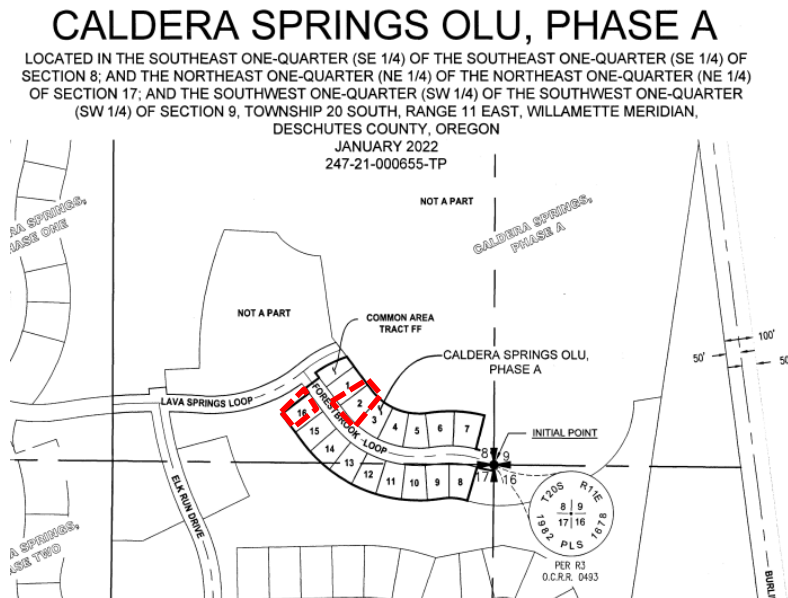 CALDERA SPRINGS OLU, PHASE A
LOCATED IN THE SOUTHEAST ONE-QUARTER (SE 1/4) OF THE SOUTHEAST ONE-QUARTER (SE 1/4) OF
SECTION 8; AND THE NORTHEAST ONE-QUARTER (NE 1/4) OF THE NORTHEAST ONE-QUARTER (NE 1/4)
OF SECTION 17; AND THE SOUTHWEST ONE-QUARTER (SW 1/4) OF THE SOUTHWEST ONE-QUARTER
(SW 1/4) OF SECTION 9, TOWNSHIP 20 SOUTH, RANGE 11 EAST, WILLAMETTE MERIDIAN,
DESCHUTES COUNTY, OREGON
JANUARY 2022
247-21-000655-TP
NOT A PART
RA SPRINGS,
HASE ONE
CALDERA SPRINGS,
PHASE A
NOT A PART
COMMON AREA
TRACT FF
100'
50'
50
CALDERA SPRINGS OLU,
PHASE A
LAVA SPRINGS LOOP
FORESTBROOK LOOP
1
2
3
4
5
6
7
16
15
14
13
12
11
10
9
8
INITIAL POINT
8 9
17 16
ELK RUN DRIVE
T20S R11E
8 9
17 16
1982 PLS 1678
PER R3
O.C.R.R. 0493
A SPRINGS,
SE TWO
BURL